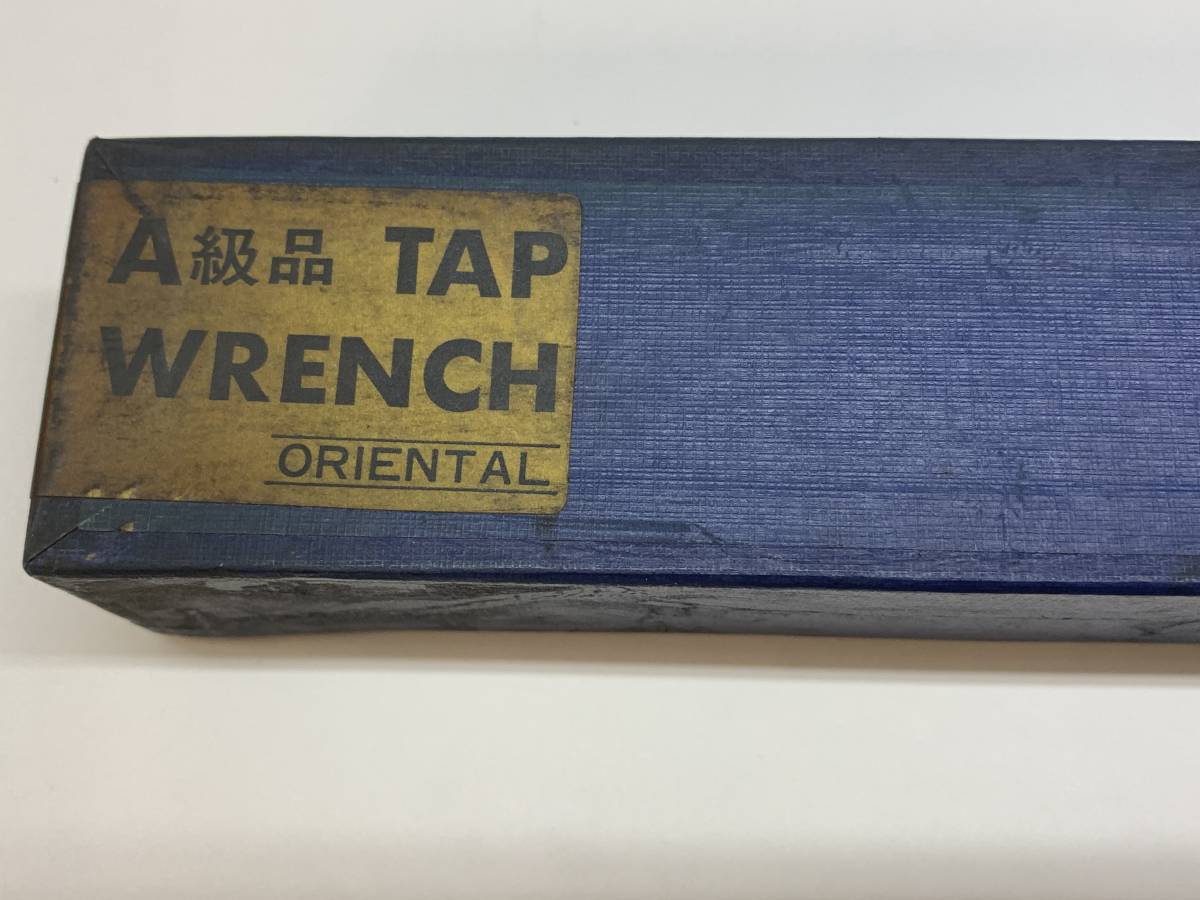 A級品 TAP
WRENCH
ORIENTAL